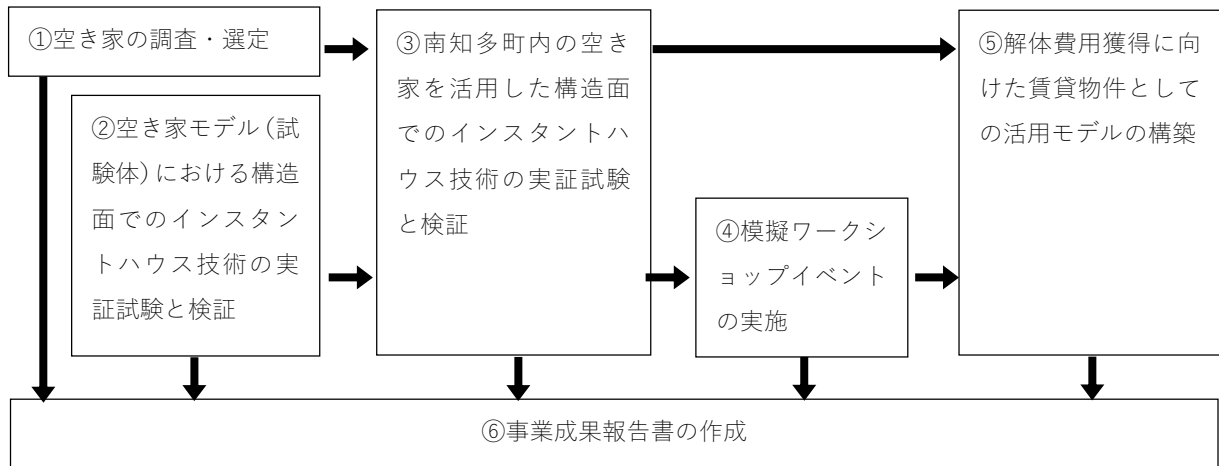 ①空き家の調査・選定
②空き家モデル(試
験体)における構造
面でのインスタン
トハウス技術の実
証試験と検証
③南知多町内の空き
家を活用した構造面
でのインスタントハ
ウス技術の実証試験
と検証
④模擬ワークシ
ョップイベント
の実施
⑤解体費用獲得に向
けた賃貸物件として
の活用モデルの構築
⑥事業成果報告書の作成